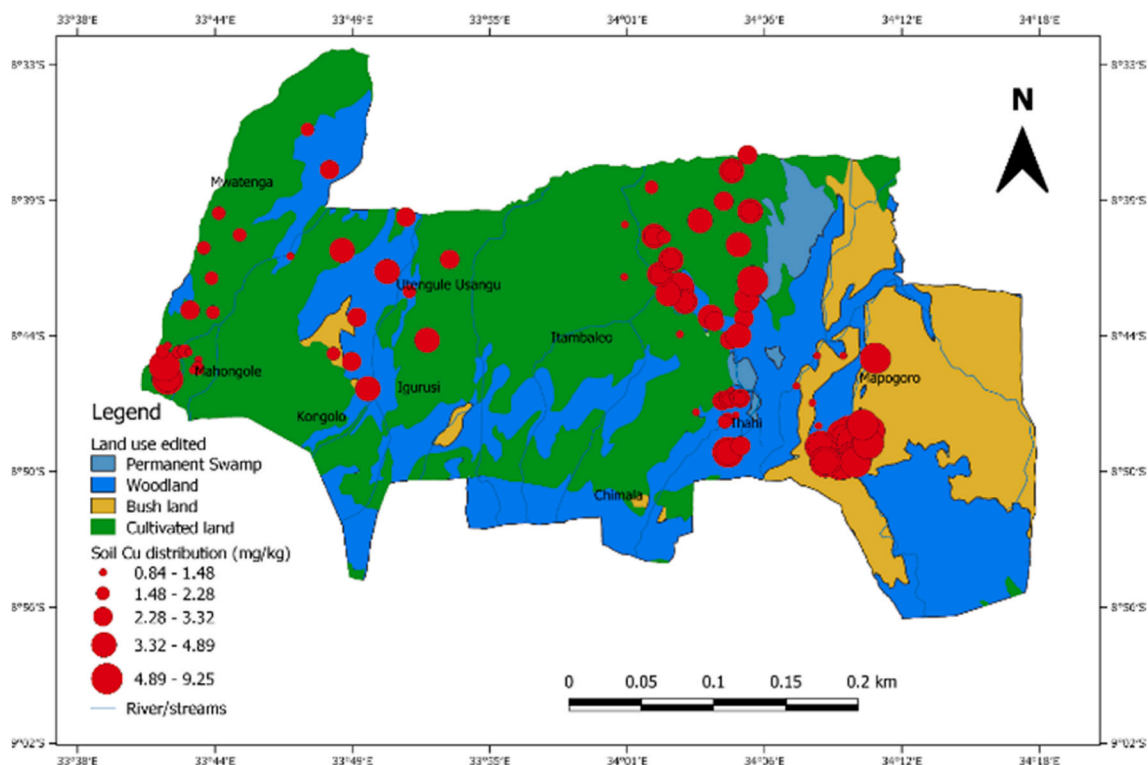 33°38'E 33°44'E 33°49'E 33°55'E 34°01'E 34°06'E 34°12'E 34°18'E
8°33'S 8°33'S
N
Mwatenga
8°39'S 8°39'S
Utengule Usangu
8°44'S 8°44'S
Itambaleo
Mahongole
Mapogoro
Igurusi
Kongolo
Ihahi
Legend
Land use edited
Permanent Swamp
8°50'S 8°50'S
Woodland
Chimala
Bush land
Cultivated land
Soil Cu distribution (mg/kg)
0.84 - 1.48
1.48 - 2.28
8°56'S 8°56'S
2.28 - 3.32
3.32 - 4.89
4.89 - 9.25
0 0.05 0.1 0.15 0.2 km
River/streams
9°02'S 9°02'S
33°38'E 33°44'E 33°49'E 33°55'E 34°01'E 34°06'E 34°12'E 34°18'E